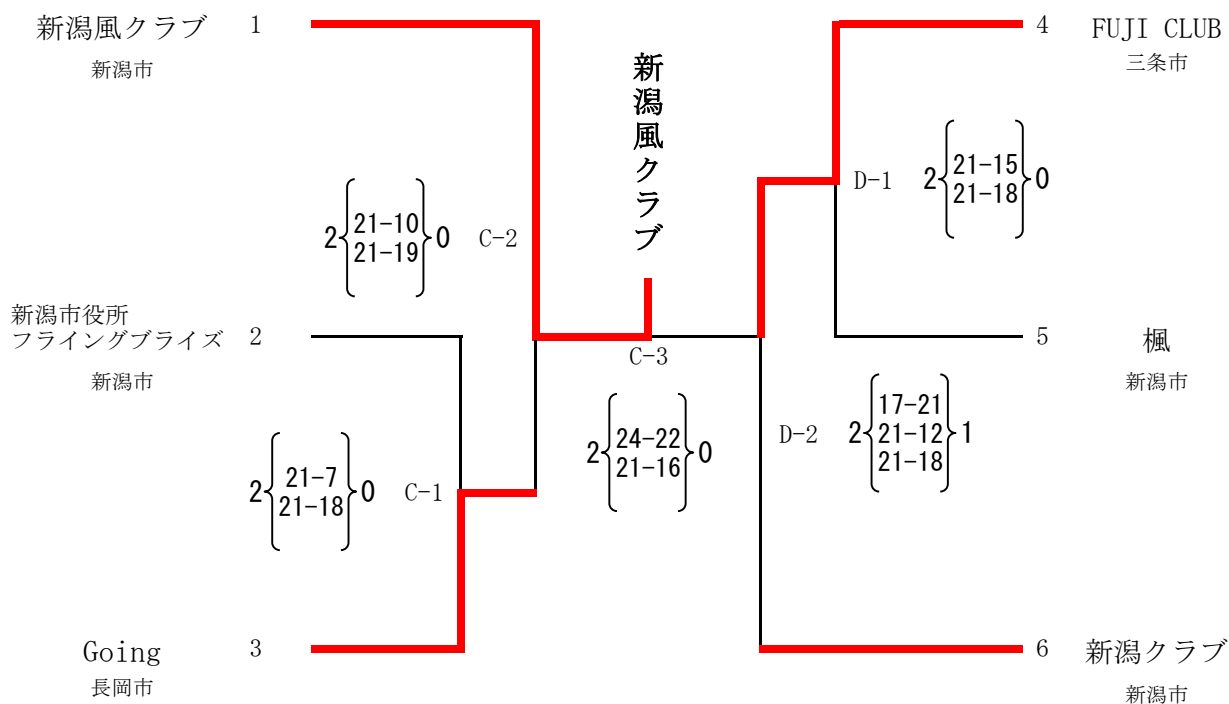 新潟風クラブ 1
新潟市
4 FUJI CLUB
三条市
新潟風クラブ
D-1
2 21-15 0
21-18
2 21-10 0
21-19
C-2
新潟市役所
フライングブライズ 2
新潟市
5 楓
新潟市
C-3
2 24-22 0
21-16
D-2
17-21
2 21-12 1
21-18
2 21-7 0
21-18
C-1
Going 3
長岡市
6 新潟クラブ
新潟市